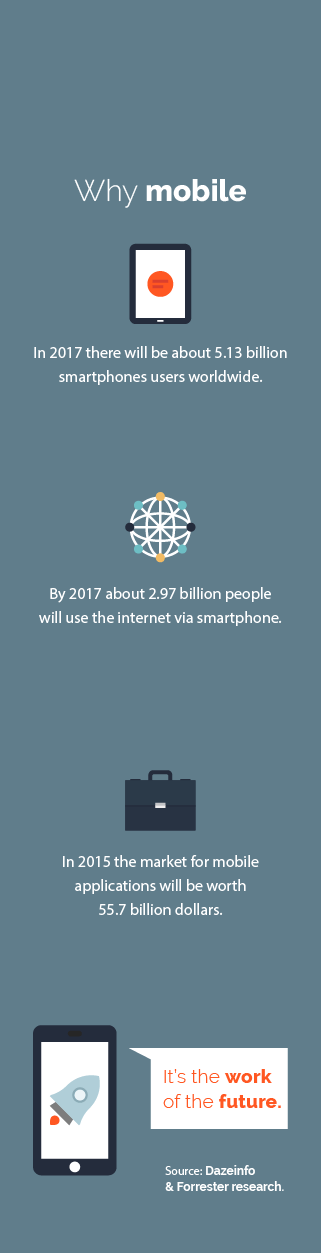 Why mobile
In 2017 there will be about 5.13 billion
smartphones users worldwide.
By 2017 about 2.97 billion people
will use the internet via smartphone.
In 2015 the market for mobile
applications will be worth
55.7 billion dollars.
It's the work
of the future.
Source: Dazeinfo
& Forrester research.